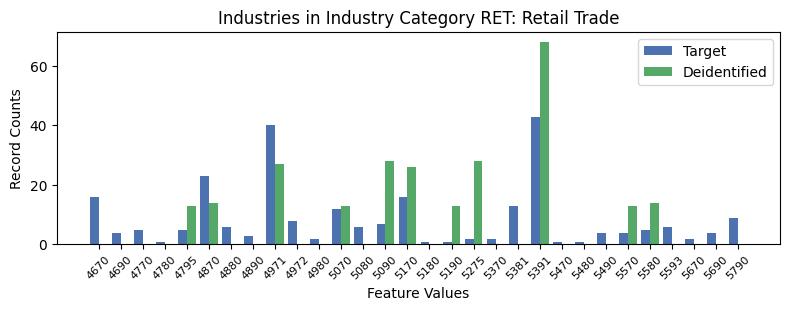 Industries in Industry Category RET: Retail Trade
Target
Deidentified
Record Counts
60
40
20
0
4670 4690 4770 4780 4795 4870 4880 4890 4971 4972 4980 5070 5080 5090 5170 5180 5190 5275 5370 5381 5391 5470 5480 5490 5570 5580 5593 5670 5690 5790
Feature Values